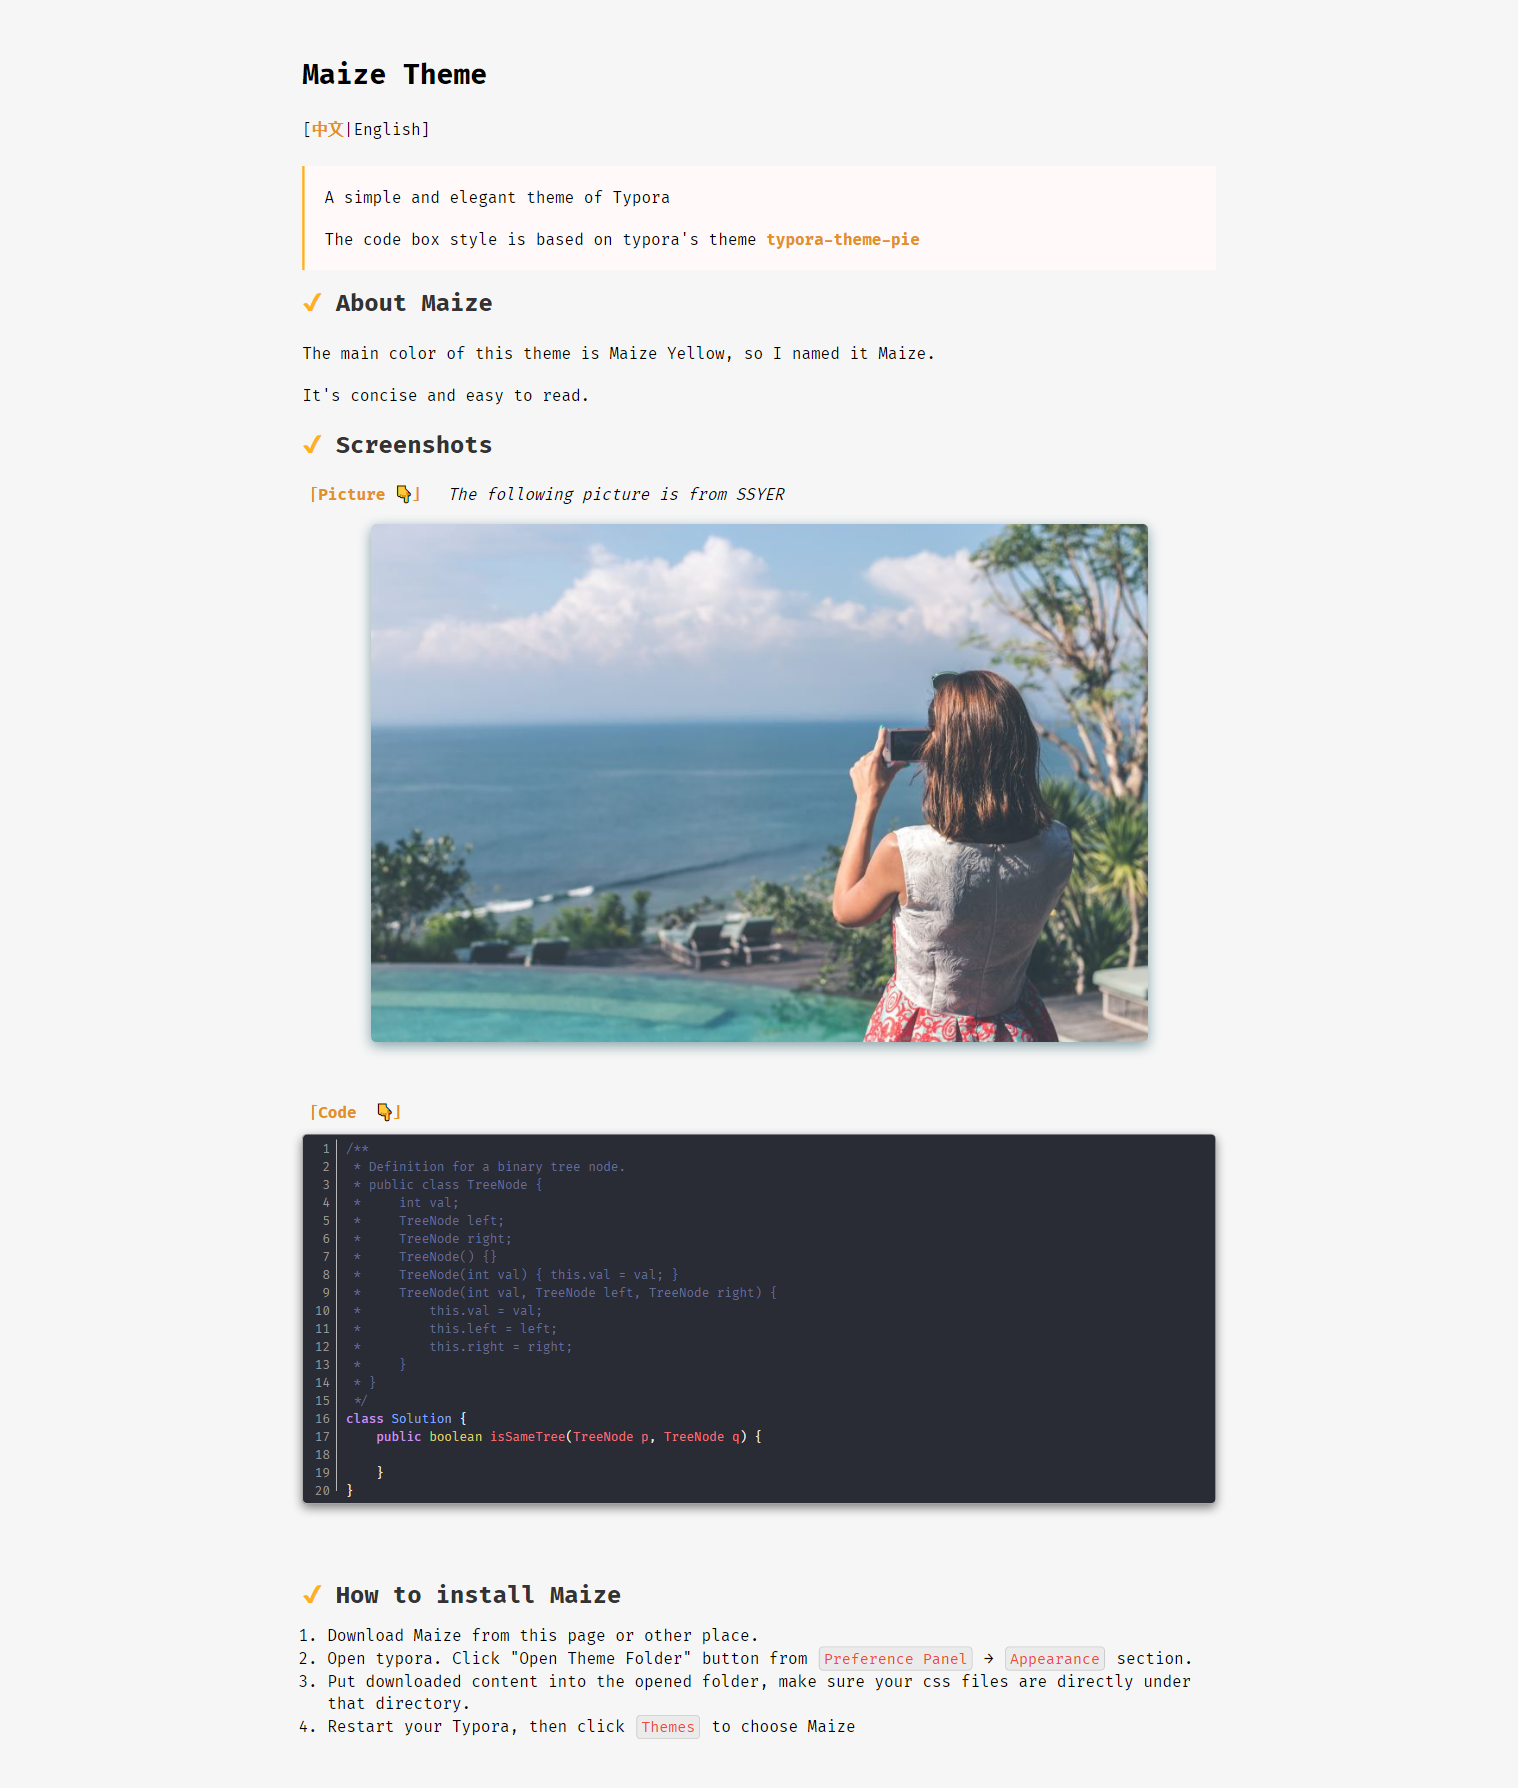 Maize Theme
[中文|English]
A simple and elegant theme of Typora
The code box style is based on typora's theme typora-theme-pie
✓ About Maize
The main color of this theme is Maize Yellow, so I named it Maize.
It's concise and easy to read.
✓ Screenshots
「Picture 👇」 The following picture is from SSYER
「Code 👇」
1 /**
2  * Definition for a binary tree node.
3  * public class TreeNode {
4  *     int val;
5  *     TreeNode left;
6  *     TreeNode right;
7  *     TreeNode() {}
8  *     TreeNode(int val) { this.val = val; }
9  *     TreeNode(int val, TreeNode left, TreeNode right) {
10  *         this.val = val;
11  *         this.left = left;
12  *         this.right = right;
13  *     }
14  * }
15  */
16 class Solution {
17     public boolean isSameTree(TreeNode p, TreeNode q) {
18
19     }
20 }
✓ How to install Maize
1. Download Maize from this page or other place.
2. Open typora. Click "Open Theme Folder" button from Preference Panel → Appearance section.
3. Put downloaded content into the opened folder, make sure your css files are directly under
that directory.
4. Restart your Typora, then click Themes to choose Maize